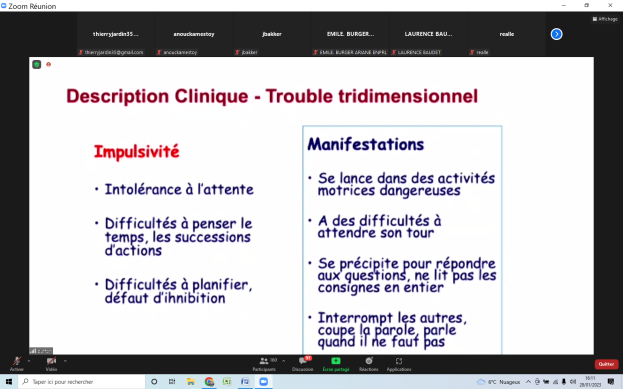 Zoom Réunion
Affichage
thierryjardin35...
anouckamestoy
jbakker
EMILE. BURGER...
LAURENCE BAU...
realle
thierryjardin35@gmail.com
anouckamestoy
jbakker
EMILE. BURGER ARIANE ENPRL
LAURENCE BAUDET
realle
Description Clinique - Trouble tridimensionnel
Impulsivité
• Intolérance à l'attente
• Difficultés à penser le
temps, les successions
d'actions
• Difficultés à planifier,
défaut d'ihnibition
Manifestations
• Se lance dans des activités
motrices dangereuses
• A des difficultés à
attendre son tour
• Se précipite pour répondre
aux questions, ne lit pas les
consignes en entier
• Interrompt les autres,
coupe la parole, parle
quand il ne fauf pas
Activer
Vidéo
160
Participants
Discussion
Écran partagé
Réactions
Applications
Quitter
Taper ici pour rechercher
6°C Nuageux
16:11
28/01/2025